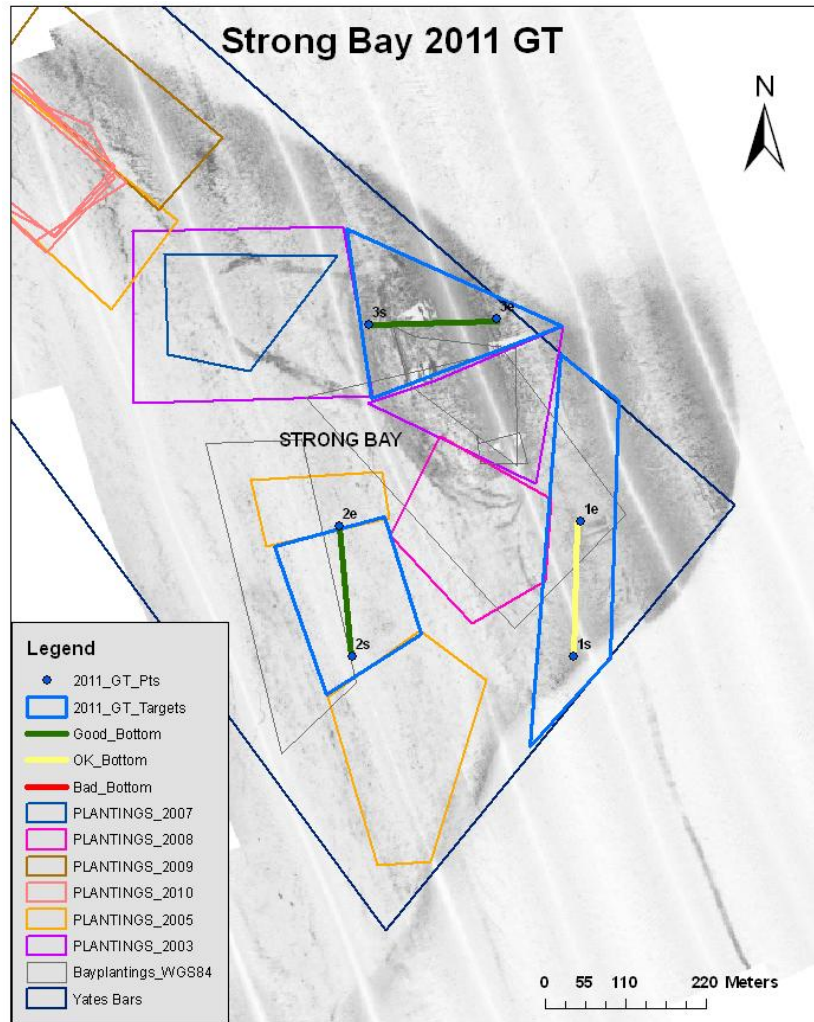 Strong Bay 2011 GT
N
3s
3e
STRONG BAY
2e
1e
2s
1s
Legend
2011_GT_Pts
2011_GT_Targets
Good_Bottom
OK_Bottom
Bad_Bottom
PLANTINGS_2007
PLANTINGS_2008
PLANTINGS_2009
PLANTINGS_2010
PLANTINGS_2005
PLANTINGS_2003
Bayplantings_WGS84
Yates Bars
0 55 110 220 Meters